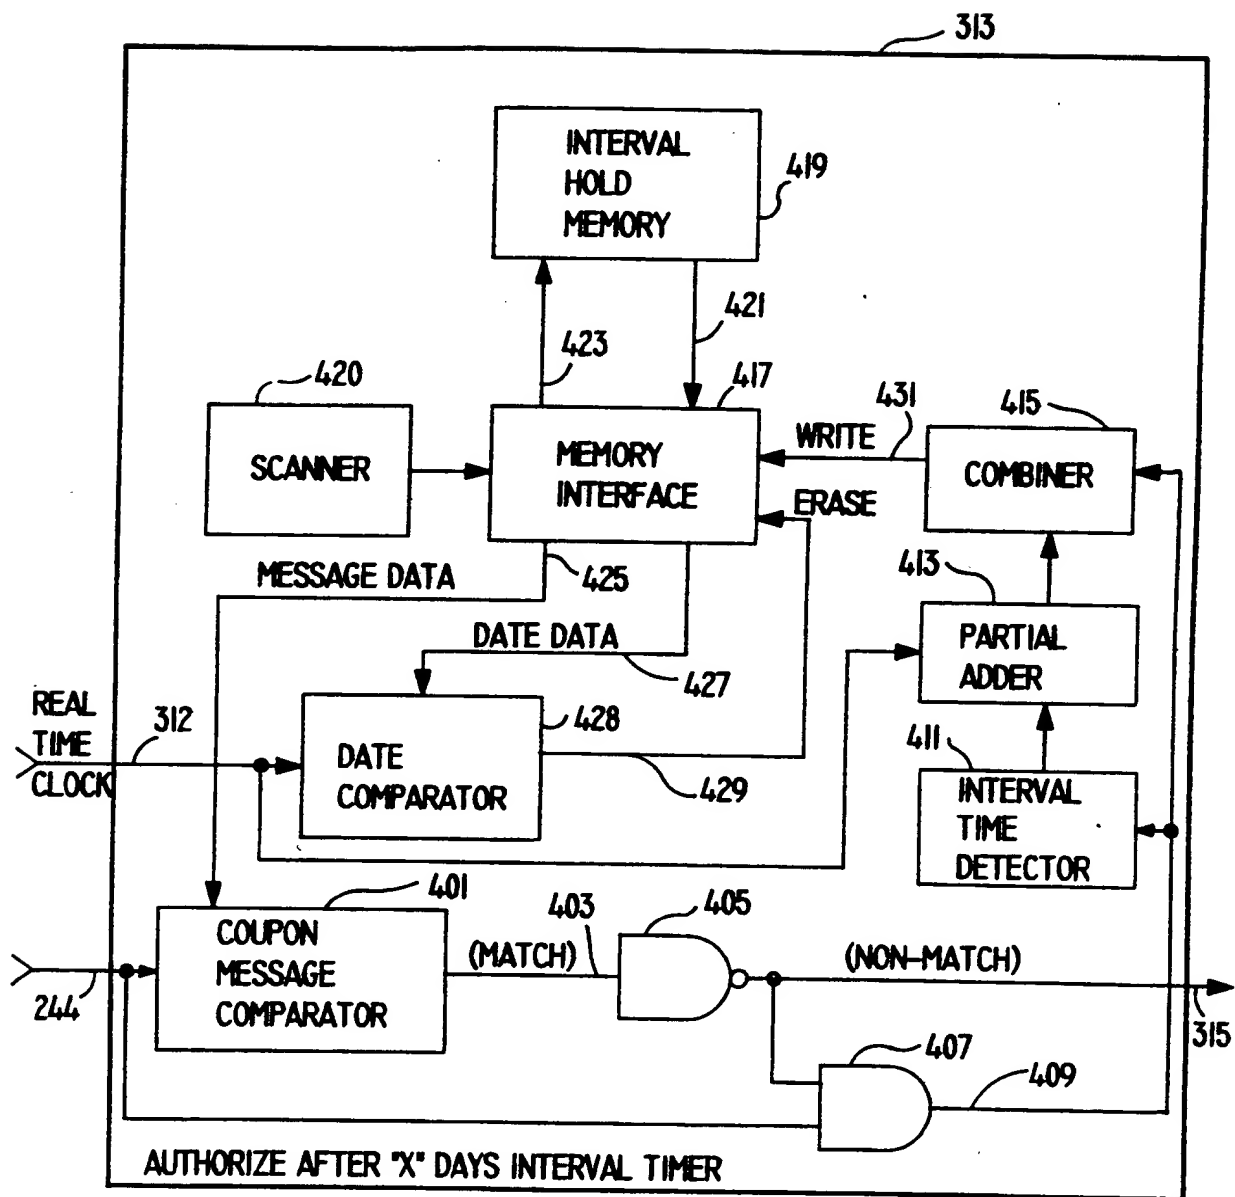 313
INTERVAL
HOLD
MEMORY
419
421
423
420
417
431
415
SCANNER
MEMORY
INTERFACE
WRITE
COMBINER
ERASE
425
MESSAGE DATA
413
DATE DATA
427
PARTIAL
ADDER
REAL
TIME
CLOCK
312
428
DATE
COMPARATOR
429
411
INTERVAL
TIME
DETECTOR
401
403
405
COUPON
MESSAGE
COMPARATOR
(MATCH)
(NON-MATCH)
244
315
407
409
AUTHORIZE AFTER "X" DAYS INTERVAL TIMER